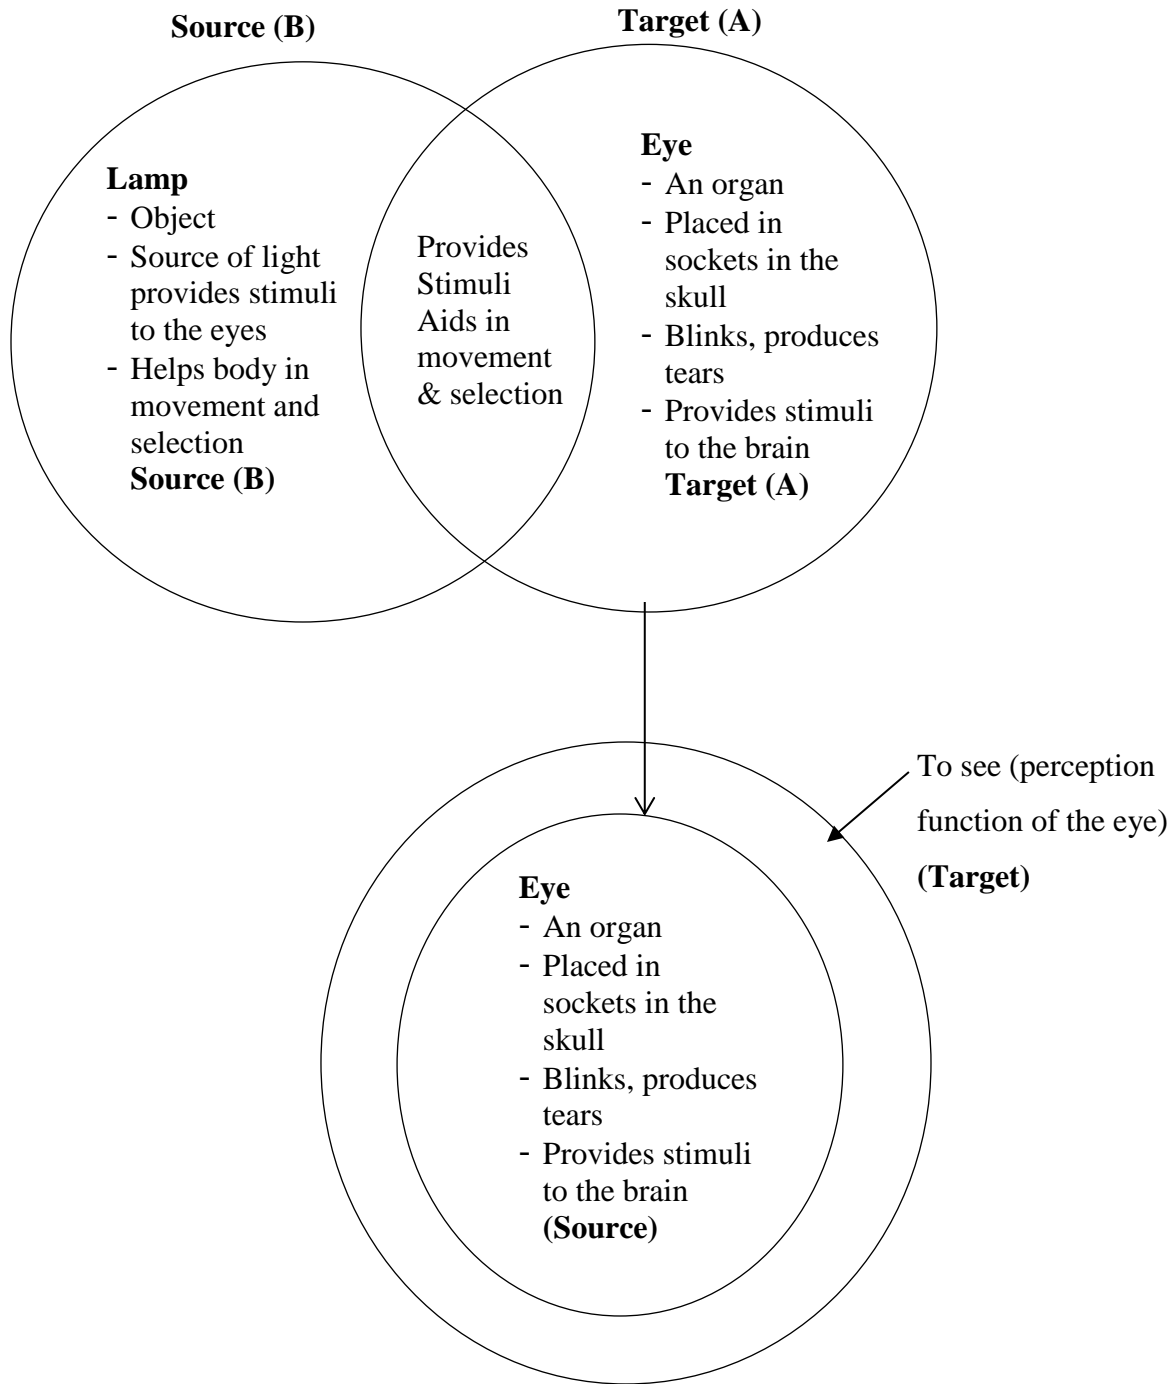 Source (B)
Target (A)
Lamp
- Object
- Source of light
provides stimuli
to the eyes
- Helps body in
movement and
selection
Source (B)
Provides
Stimuli
Aids in
movement
& selection
Eye
- An organ
- Placed in
sockets in the
skull
- Blinks, produces
tears
- Provides stimuli
to the brain
Target (A)
To see (perception
function of the eye)
(Target)
Eye
- An organ
- Placed in
sockets in the
skull
- Blinks, produces
tears
- Provides stimuli
to the brain
(Source)